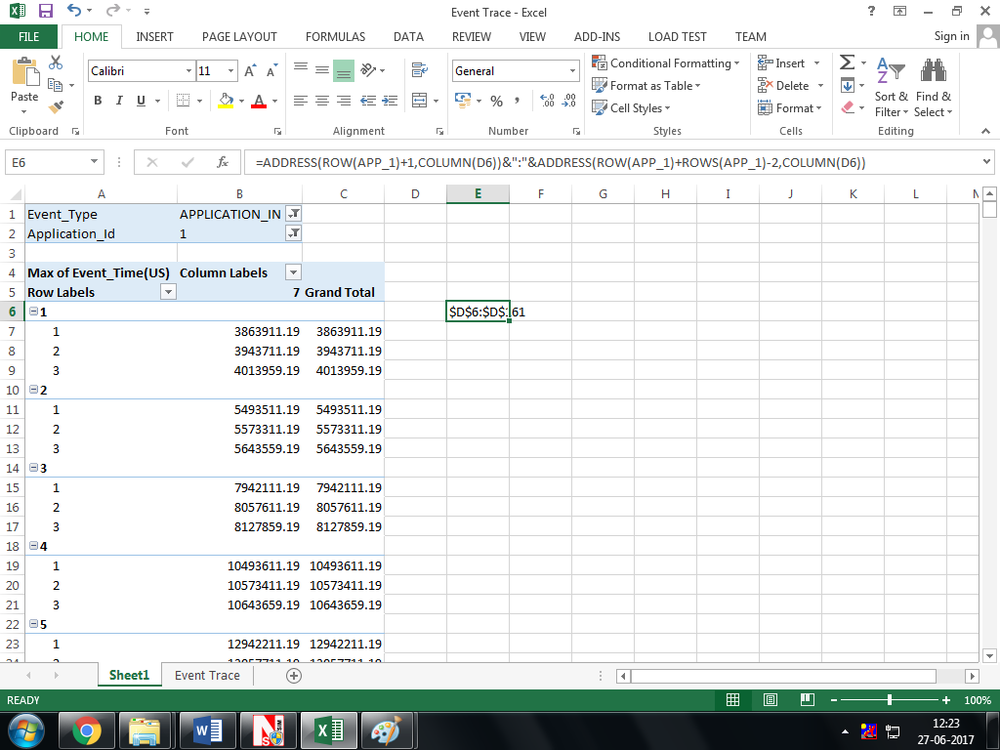 Event Trace - Excel
Sign in
FILE HOME INSERT PAGE LAYOUT FORMULAS DATA REVIEW VIEW ADD-INS LOAD TEST TEAM
Paste
Clipboard
Calibri 11
B I U
Font
Alignment
General
% ,
Number
Conditional Formatting
Format as Table
Cell Styles
Styles
Insert
Delete
Format
Cells
Sort & Filter
Find & Select
Editing
E6 fx =ADDRESS(ROW(APP_1)+1,COLUMN(D6))&":"&ADDRESS(ROW(APP_1)+ROWS(APP_1)-2,COLUMN(D6))
A B C D E F G H I J K L
1 Event_Type APPLICATION_IN
2 Application_Id 1
3
4 Max of Event_Time(US) Column Labels
5 Row Labels 7 Grand Total
6 1 $D$6:$D$161
7 1 3863911.19 3863911.19
8 2 3943711.19 3943711.19
9 3 4013959.19 4013959.19
10 2
11 1 5493511.19 5493511.19
12 2 5573311.19 5573311.19
13 3 5643559.19 5643559.19
14 3
15 1 7942111.19 7942111.19
16 2 8057611.19 8057611.19
17 3 8127859.19 8127859.19
18 4
19 1 10493611.19 10493611.19
20 2 10573411.19 10573411.19
21 3 10643659.19 10643659.19
22 5
23 1 12942211.19 12942211.19
Sheet1 Event Trace
READY 100%
12:23
27-06-2017